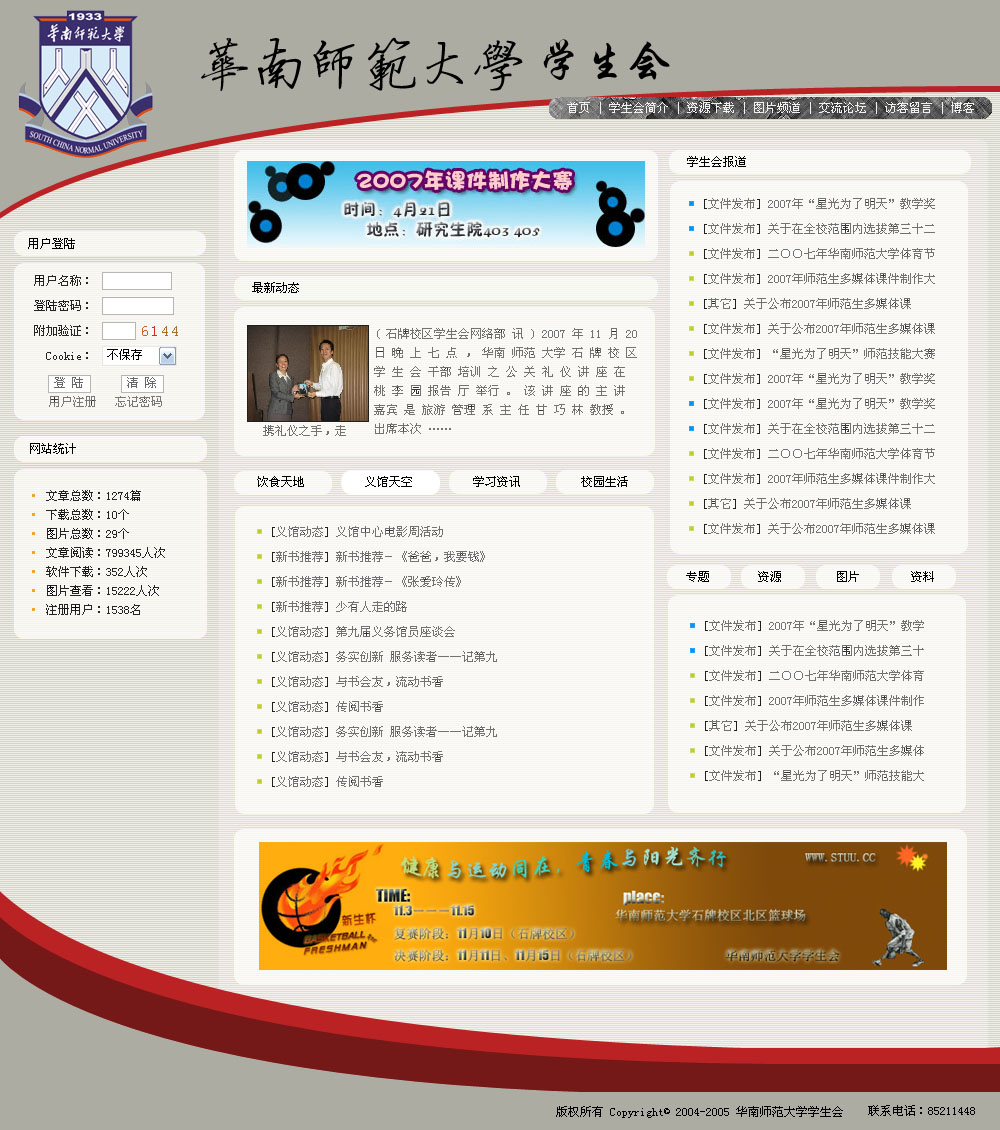 1933
華南師範大學
SOUTH CHINA NORMAL UNIVERSITY
華南師範大學 学生会
首页 | 学生会简介 | 资源下载 | 图片频道 | 交流论坛 | 访客留言 | 博客
用户登陆
用户名称：
登陆密码：
附加验证： 6144
Cookie： 不保存
登 陆 清 除
用户注册 忘记密码
网站统计
文章总数：1274篇
下载总数：10个
图片总数：29个
文章阅读：799345人次
软件下载：352人次
图片查看：15222人次
注册用户：1538名
2007年课件制作大赛
时间： 4月21日
地点： 研究生院403 403
最新动态
（石牌校区学生会网络部 讯）2007 年 11 月 20
日 晚 上 七 点 ， 华南 师范 大学 石 牌 校 区
学 生 会 干部 培训 之 公 关 礼 仪 讲 座 在
桃 李 园 报告 厅 举行 。 该 讲 座 的 主 讲
嘉宾 是 旅游 管理 系 主 任 甘 巧 林 教授 。
出席本次 ……
携礼仪之手，走
饮食天地 义馆天空 学习资讯 校园生活
[义馆动态] 义馆中心电影周活动
[新书推荐] 新书推荐－《爸爸，我要钱》
[新书推荐] 新书推荐－《张爱玲传》
[新书推荐] 少有人走的路
[义馆动态] 第九届义务馆员座谈会
[义馆动态] 务实创新 服务读者——记第九
[义馆动态] 与书会友，流动书香
[义馆动态] 传阅书香
[义馆动态] 务实创新 服务读者——记第九
[义馆动态] 与书会友，流动书香
[义馆动态] 传阅书香
学生会报道
[文件发布] 2007年“星光为了明天”教学奖
[文件发布] 关于在全校范围内选拔第三十二
[文件发布] 二〇〇七年华南师范大学体育节
[文件发布] 2007年师范生多媒体课件制作大
[其它] 关于公布2007年师范生多媒体课
[文件发布] 关于公布2007年师范生多媒体课
[文件发布] “星光为了明天”师范技能大赛
[文件发布] 关于公布2007年师范生多媒体课
[文件发布] 2007年“星光为了明天”教学奖
[文件发布] 关于在全校范围内选拔第三十二
[文件发布] 二〇〇七年华南师范大学体育节
[文件发布] 2007年师范生多媒体课件制作大
[其它] 关于公布2007年师范生多媒体课
[文件发布] 关于公布2007年师范生多媒体课
专题 资源 图片 资料
[文件发布] 2007年“星光为了明天”教学
[文件发布] 关于在全校范围内选拔第三十
[文件发布] 二〇〇七年华南师范大学体育
[文件发布] 2007年师范生多媒体课件制作
[其它] 关于公布2007年师范生多媒体课
[文件发布] 关于公布2007年师范生多媒体
[文件发布] “星光为了明天”师范技能大
健康与运动同在，青春与阳光齐行
WWW.STUU.CC
新生杯
BASKETBALL
FRESHMAN
TIME:
11.3———11.15
复赛阶段：11月10日（石牌校区）
决赛阶段：11月11日、11月15日（石牌校区）
place:
华南师范大学石牌校区北区篮球场
华南师范大学学生会
版权所有 Copyright© 2004-2005 华南师范大学学生会 联系电话：85211448